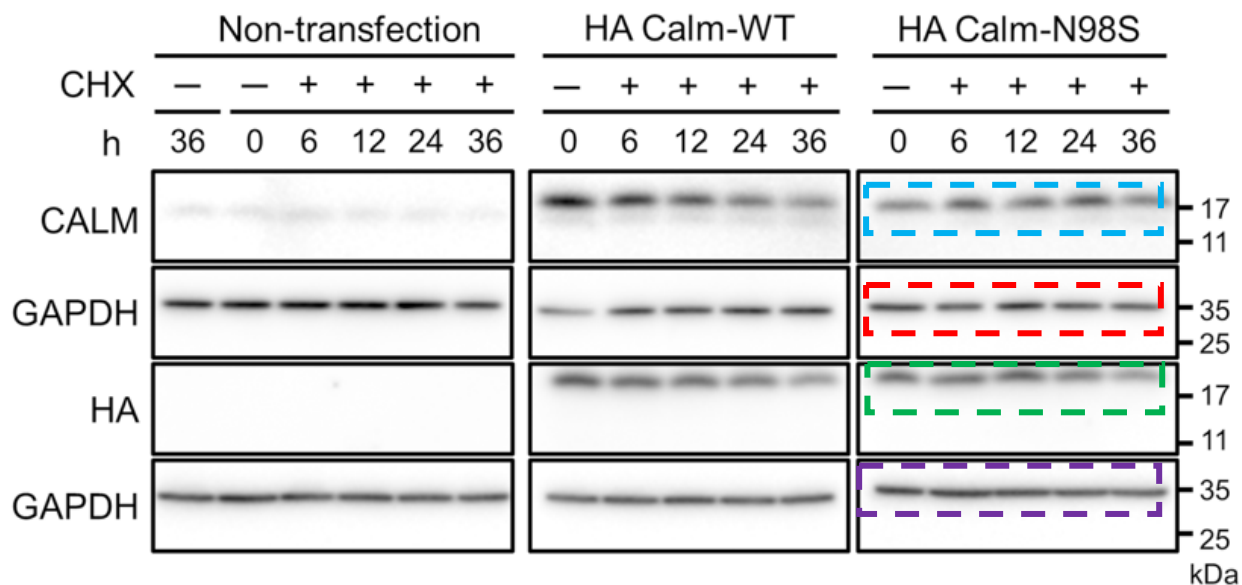 Non-transfection HA Calm-WT HA Calm-N98S
CHX — — + + + + — + + + + — + + + +
h 36 0 6 12 24 36 0 6 12 24 36 0 6 12 24 36
CALM 17
11
GAPDH 35
25
HA 17
11
GAPDH 35
25
kDa